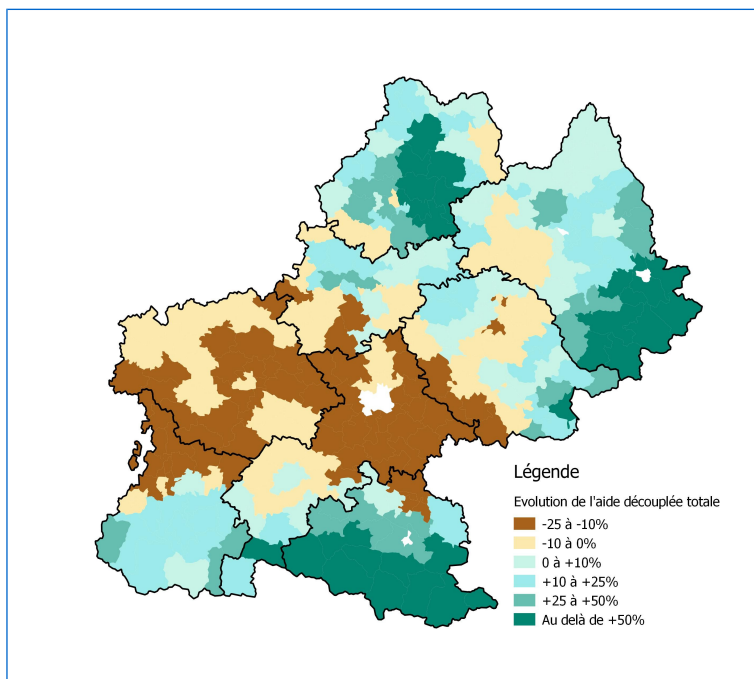 Légende
Evolution de l'aide découplée totale
-25 à -10%
-10 à 0%
0 à +10%
+10 à +25%
+25 à +50%
Au delà de +50%